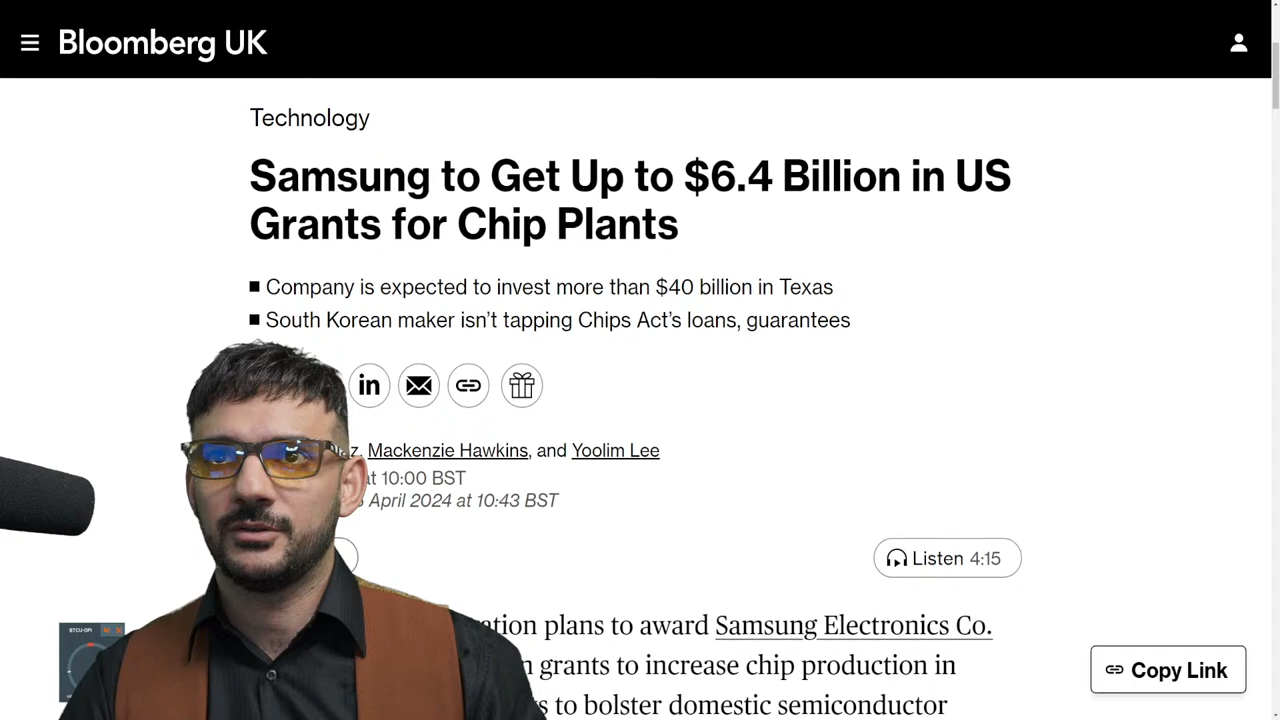 Bloomberg UK
Technology
Samsung to Get Up to $6.4 Billion in US
Grants for Chip Plants
Company is expected to invest more than $40 billion in Texas
South Korean maker isn’t tapping Chips Act’s loans, guarantees
in
Mackenzie Hawkins, and Yoolim Lee
at 10:00 BST
April 2024 at 10:43 BST
Listen 4:15
plans to award Samsung Electronics Co.
grants to increase chip production in
to bolster domestic semiconductor
Copy Link